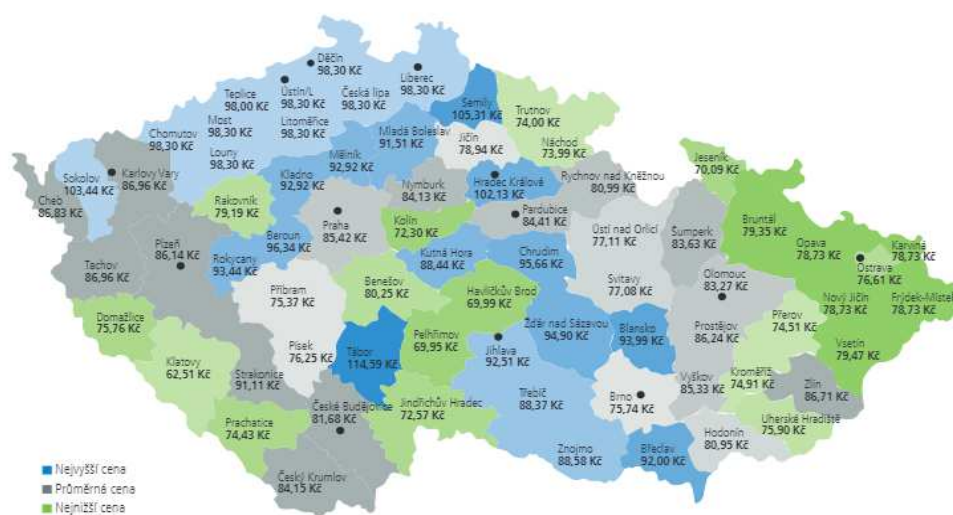 Děčín
98,30 Kč
Liberec
98,30 Kč
Teplice
98,00 Kč
Ústín/L
98,30 Kč
Česká lípa
98,30 Kč
Semily
105,31 Kč
Trutnov
74,00 Kč
Most
98,30 Kč
Litoměřice
98,30 Kč
Chomutov
98,30 Kč
Mladá Boleslav
91,51 Kč
Jičín
78,94 Kč
Náchod
73,99 Kč
Louny
98,30 Kč
Mělník
92,92 Kč
Sokolov
103,44 Kč
Karlovy Vary
86,96 Kč
Kladno
92,92 Kč
Nymburk
84,13 Kč
Hradec Králové
102,13 Kč
Rychnov nad Kněžnou
80,99 Kč
Jeseník
70,09 Kč
Cheb
86,83 Kč
Rakovník
79,19 Kč
Praha
85,42 Kč
Kolín
72,30 Kč
Pardubice
84,41 Kč
Ústí nad Orlicí
77,11 Kč
Šumperk
83,63 Kč
Bruntál
79,35 Kč
Plzeň
86,14 Kč
Rokycany
93,44 Kč
Beroun
96,34 Kč
Kutná Hora
88,44 Kč
Chrudim
95,66 Kč
Opava
78,73 Kč
Karviná
78,73 Kč
Ostrava
76,61 Kč
Tachov
86,96 Kč
Příbram
75,37 Kč
Benešov
80,25 Kč
Havlíčkův Brod
69,99 Kč
Svitavy
77,08 Kč
Olomouc
83,27 Kč
Nový Jičín
78,73 Kč
Frýdek-Místek
78,73 Kč
Domažlice
75,76 Kč
Písek
76,25 Kč
Tábor
114,59 Kč
Pelhřimov
69,95 Kč
Jihlava
92,51 Kč
Žďár nad Sázavou
94,90 Kč
Blansko
93,99 Kč
Prostějov
86,24 Kč
Přerov
74,51 Kč
Vsetín
79,47 Kč
Klatovy
62,51 Kč
Strakonice
91,11 Kč
Třebíč
88,37 Kč
Brno
75,74 Kč
Vyškov
85,33 Kč
Kroměříž
74,91 Kč
Zlín
86,71 Kč
Prachatice
74,43 Kč
České Budějovice
81,68 Kč
Jindřichův Hradec
72,57 Kč
Uherské Hradiště
75,90 Kč
Znojmo
88,58 Kč
Břeclav
92,00 Kč
Hodonín
80,95 Kč
Český Krumlov
84,15 Kč
Nejvyšší cena
Průměrná cena
Nejnižší cena